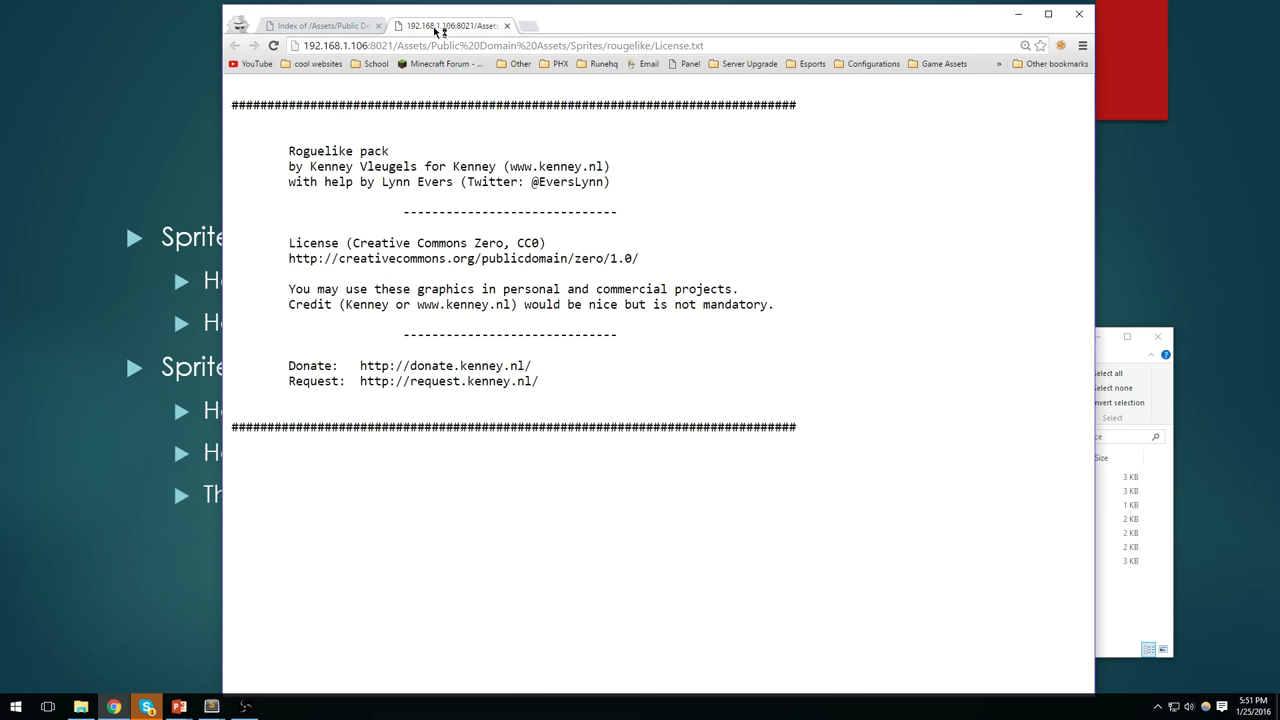 Index of /Assets/Public Do
192.168.1.106:8021/Assets
192.168.1.106:8021/Assets/Public%20Domain%20Assets/Sprites/rougelike/License.txt
YouTube cool websites School Minecraft Forum - ... Other PHX Runehq Email Panel Server Upgrade Esports Configurations Game Assets » Other bookmarks
###############################################################################
Roguelike pack
by Kenney Vleugels for Kenney (www.kenney.nl)
with help by Lynn Evers (Twitter: @EversLynn)
------------------------------
License (Creative Commons Zero, CC0)
http://creativecommons.org/publicdomain/zero/1.0/
You may use these graphics in personal and commercial projects.
Credit (Kenney or www.kenney.nl) would be nice but is not mandatory.
------------------------------
Donate: http://donate.kenney.nl/
Request: http://request.kenney.nl/
###############################################################################
Sprite
H
H
Sprite
H
H
Th
Select all
Select none
Invert selection
Select
ce
Size
3 KB
3 KB
1 KB
2 KB
2 KB
2 KB
3 KB
5:51 PM
1/25/2016